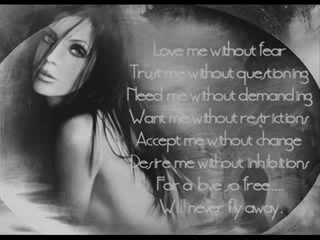 Love me without fear
Trust me without questioning
Need me without demanding
Want me without restrictions
Accept me without change
Desire me without inhibitions
For a love so free.....
Will never fly away.